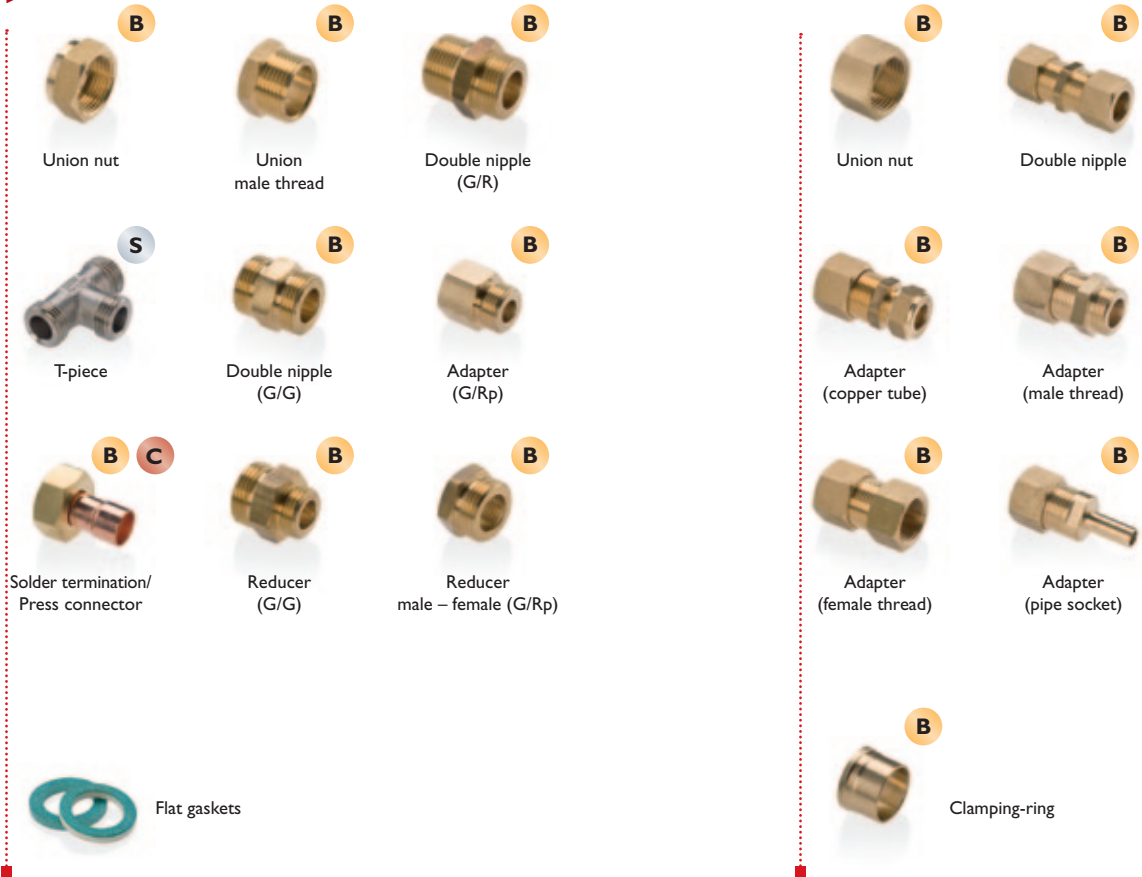 B
Union nut
B
Union
male thread
B
Double nipple
(G/R)
S
T-piece
B
Double nipple
(G/G)
B
Adapter
(G/Rp)
B C
Solder termination/
Press connector
B
Reducer
(G/G)
B
Reducer
male – female (G/Rp)
Flat gaskets
B
Union nut
B
Double nipple
B
Adapter
(copper tube)
B
Adapter
(male thread)
B
Adapter
(female thread)
B
Adapter
(pipe socket)
B
Clamping-ring